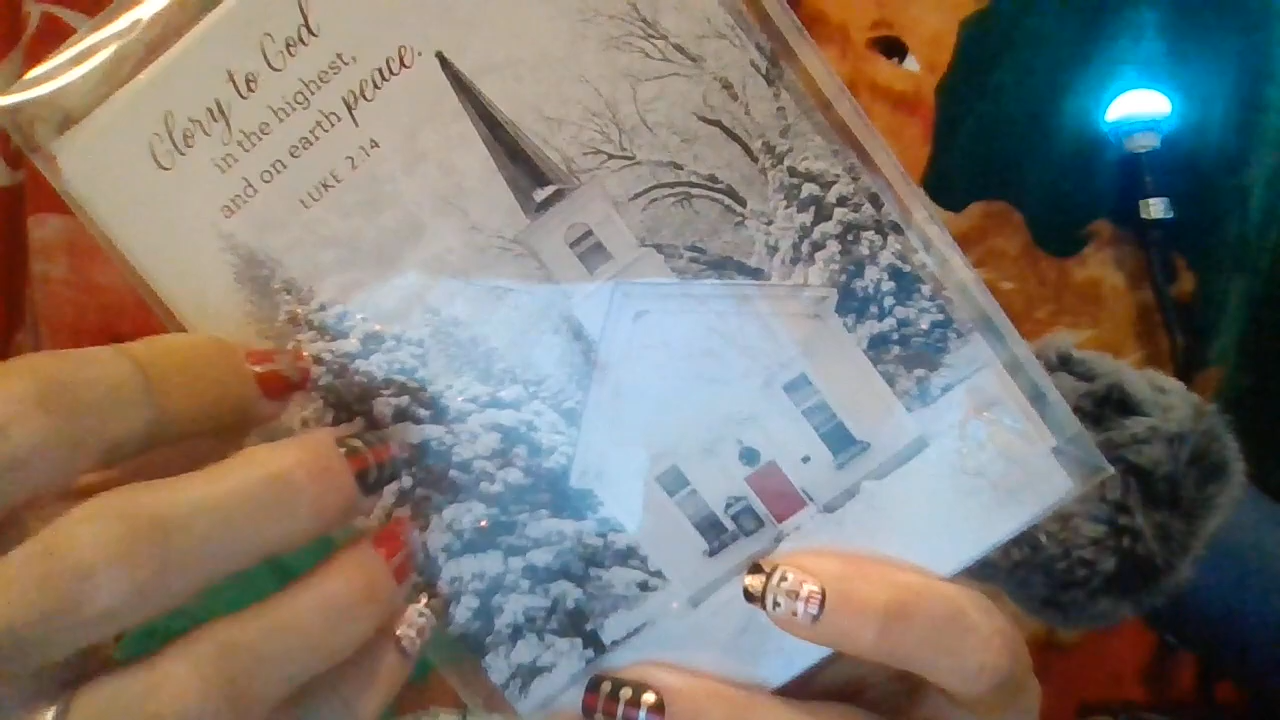 Glory to God
in the highest,
and on earth peace.
LUKE 2:14